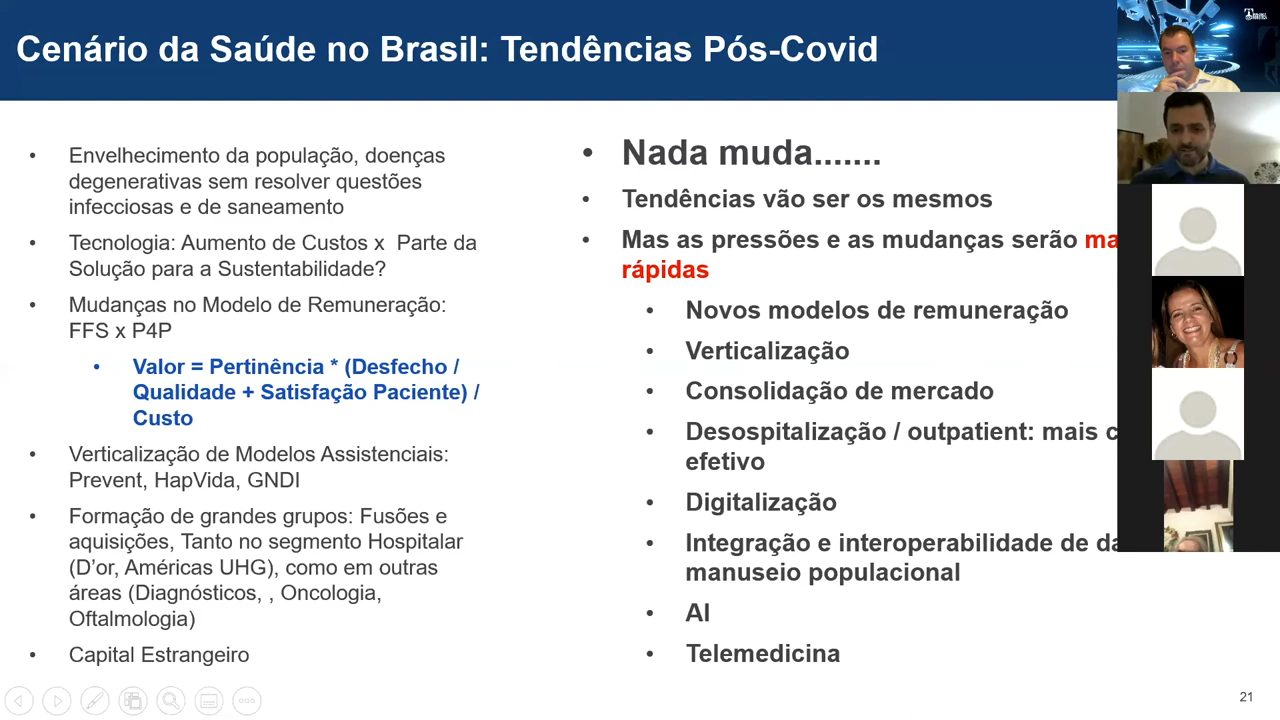 Cenário da Saúde no Brasil: Tendências Pós-Covid
Envelhecimento da população, doenças
degenerativas sem resolver questões
infecciosas e de saneamento
Tecnologia: Aumento de Custos x Parte da
Solução para a Sustentabilidade?
Mudanças no Modelo de Remuneração:
FFS x P4P
Valor = Pertinência * (Desfecho /
Qualidade + Satisfação Paciente) /
Custo
Verticalização de Modelos Assistenciais:
Prevent, HapVida, GNDI
Formação de grandes grupos: Fusões e
aquisições, Tanto no segmento Hospitalar
(D’or, Américas UHG), como em outras
áreas (Diagnósticos, , Oncologia,
Oftalmologia)
Capital Estrangeiro
Nada muda.......
Tendências vão ser os mesmos
Mas as pressões e as mudanças serão
rápidas
Novos modelos de remuneração
Verticalização
Consolidação de mercado
Desospitalização / outpatient: mais
efetivo
Digitalização
Integração e interoperabilidade de
manuseio populacional
AI
Telemedicina
21